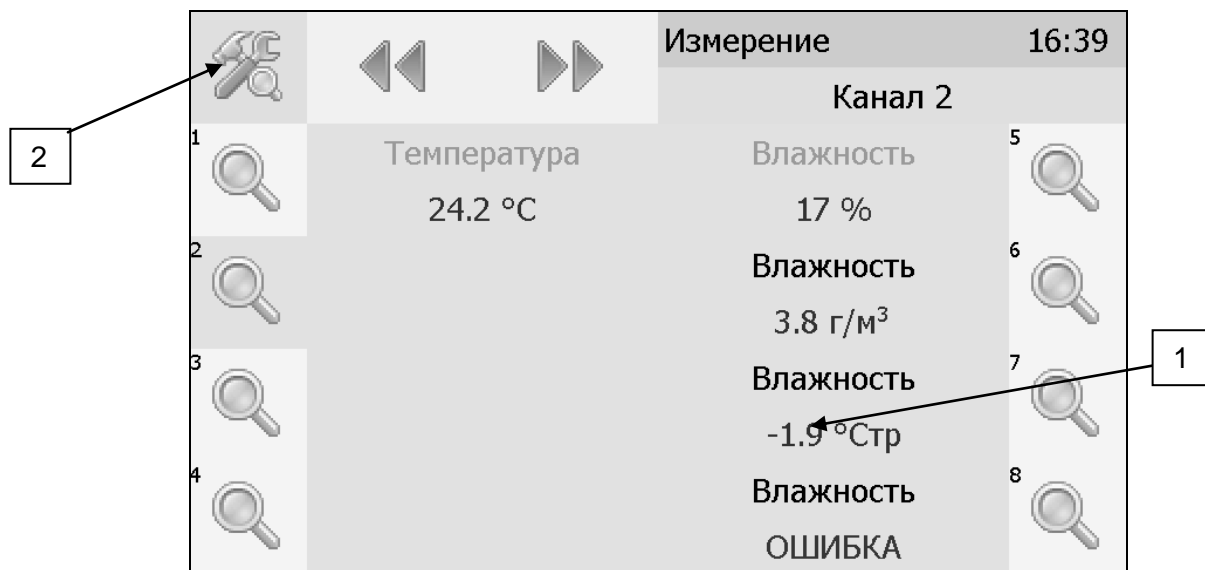 Измерение 16:39
Канал 2
2
1
Температура Влажность
5
24.2 °C 17 %
2
Влажность
6
3.8 г/м³
3
Влажность
7
1
-1.9 °Cтр
4
Влажность
8
ОШИБКА